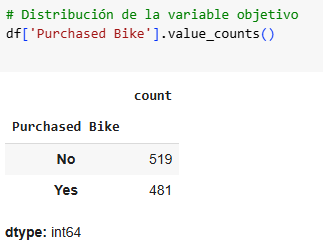 # Distribución de la variable objetivo
df['Purchased Bike'].value_counts()
count
Purchased Bike
No 519
Yes 481
dtype: int64